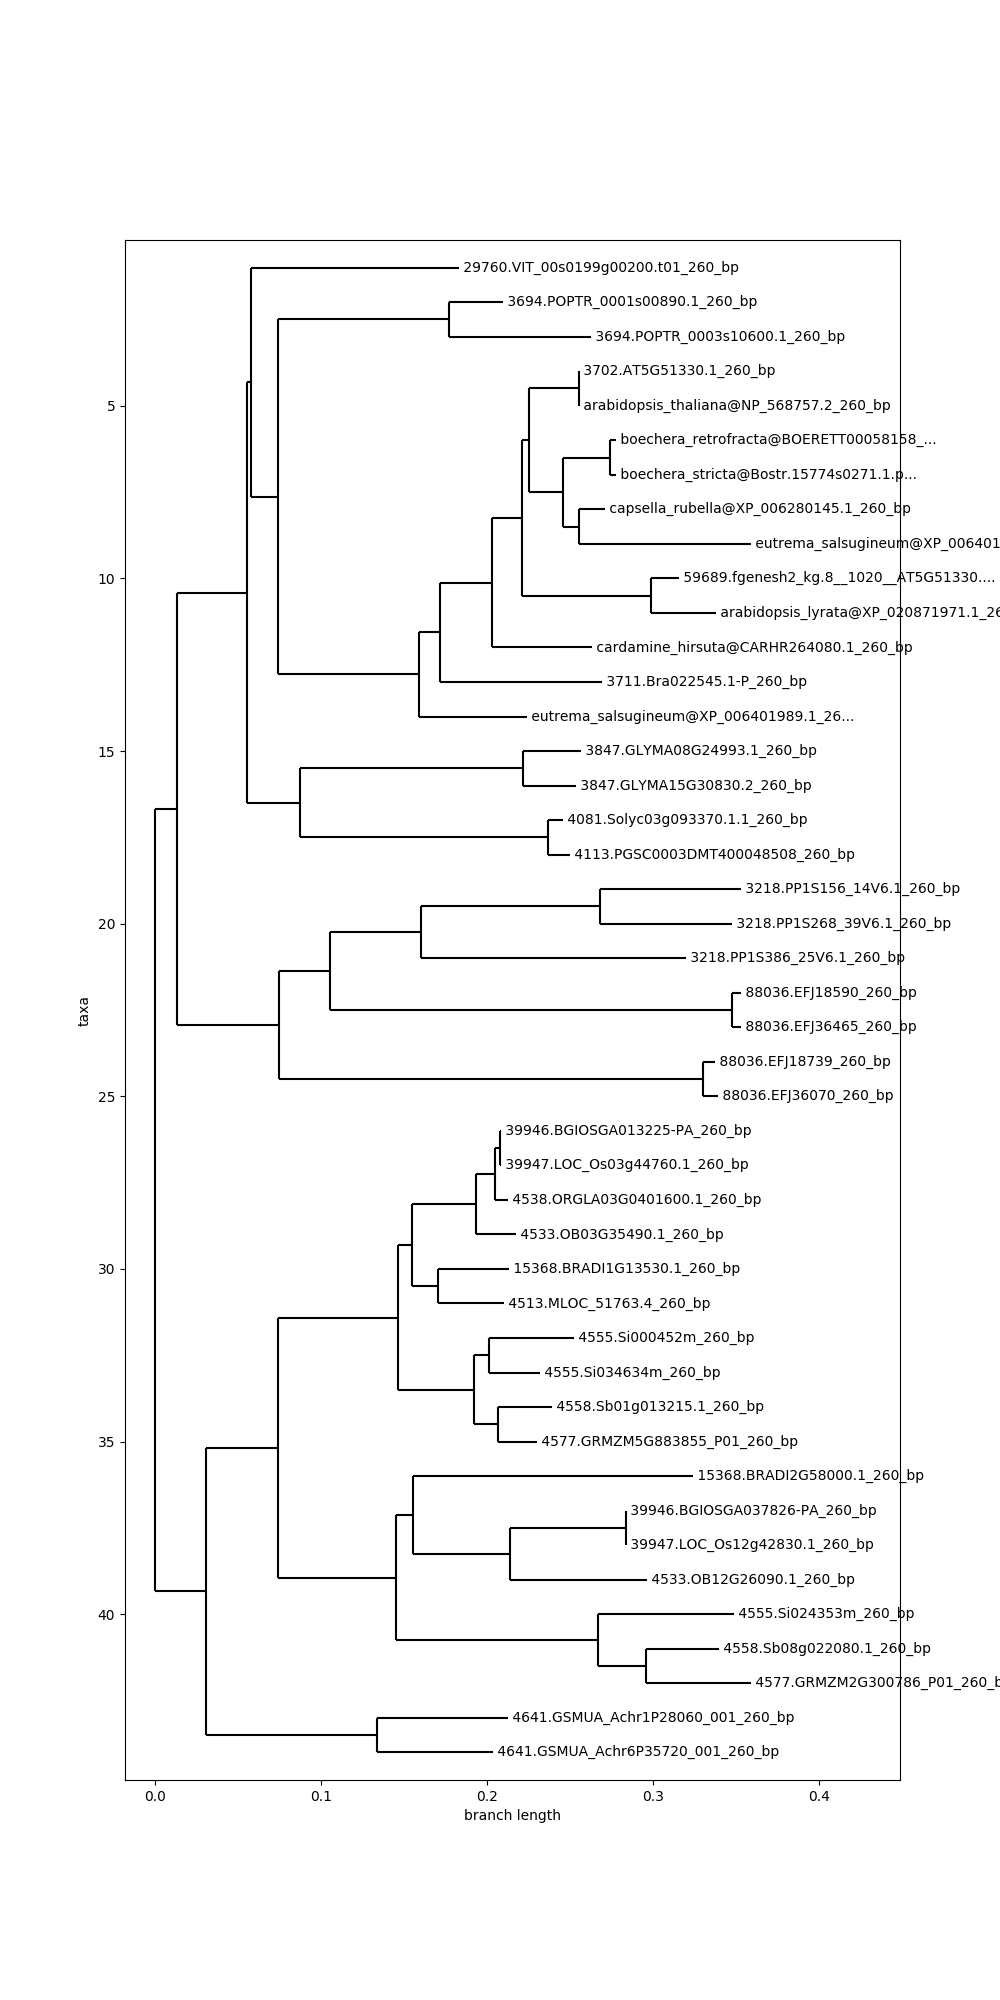 29760.VIT_00s0199g00200.t01_260_bp
3694.POPTR_0001s00890.1_260_bp
3694.POPTR_0003s10600.1_260_bp
3702.AT5G51330.1_260_bp
5
arabidopsis_thaliana@NP_568757.2_260_bp
boechera_retrofracta@BOERETT00058158_...
boechera_stricta@Bostr.15774s0271.1.p...
capsella_rubella@XP_006280145.1_260_bp
eutrema_salsugineum@XP_006401
10
59689.fgenesh2_kg.8__1020__AT5G51330....
arabidopsis_lyrata@XP_020871971.1_26
cardamine_hirsuta@CARHR264080.1_260_bp
3711.Bra022545.1-P_260_bp
eutrema_salsugineum@XP_006401989.1_26...
15
3847.GLYMA08G24993.1_260_bp
3847.GLYMA15G30830.2_260_bp
4081.Solyc03g093370.1.1_260_bp
4113.PGSC0003DMT400048508_260_bp
3218.PP1S156_14V6.1_260_bp
20
3218.PP1S268_39V6.1_260_bp
3218.PP1S386_25V6.1_260_bp
88036.EFJ18590_260_bp
taxa
88036.EFJ36465_260_bp
88036.EFJ18739_260_bp
25
88036.EFJ36070_260_bp
39946.BGIOSGA013225-PA_260_bp
39947.LOC_Os03g44760.1_260_bp
4538.ORGLA03G0401600.1_260_bp
4533.OB03G35490.1_260_bp
30
15368.BRADI1G13530.1_260_bp
4513.MLOC_51763.4_260_bp
4555.Si000452m_260_bp
4555.Si034634m_260_bp
4558.Sb01g013215.1_260_bp
35
4577.GRMZM5G883855_P01_260_bp
15368.BRADI2G58000.1_260_bp
39946.BGIOSGA037826-PA_260_bp
39947.LOC_Os12g42830.1_260_bp
4533.OB12G26090.1_260_bp
40
4555.Si024353m_260_bp
4558.Sb08g022080.1_260_bp
4577.GRMZM2G300786_P01_260_b
4641.GSMUA_Achr1P28060_001_260_bp
4641.GSMUA_Achr6P35720_001_260_bp
0.0 0.1 0.2 0.3 0.4
branch length